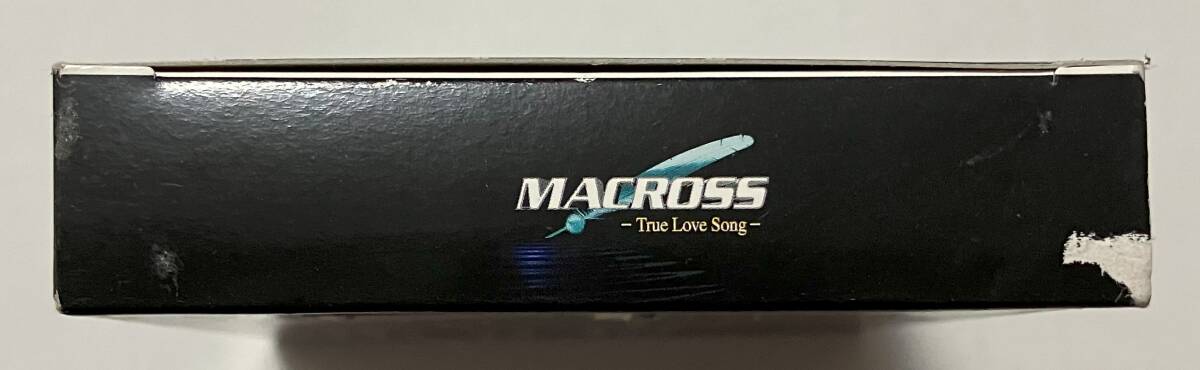 MACROSS
- True Love Song -